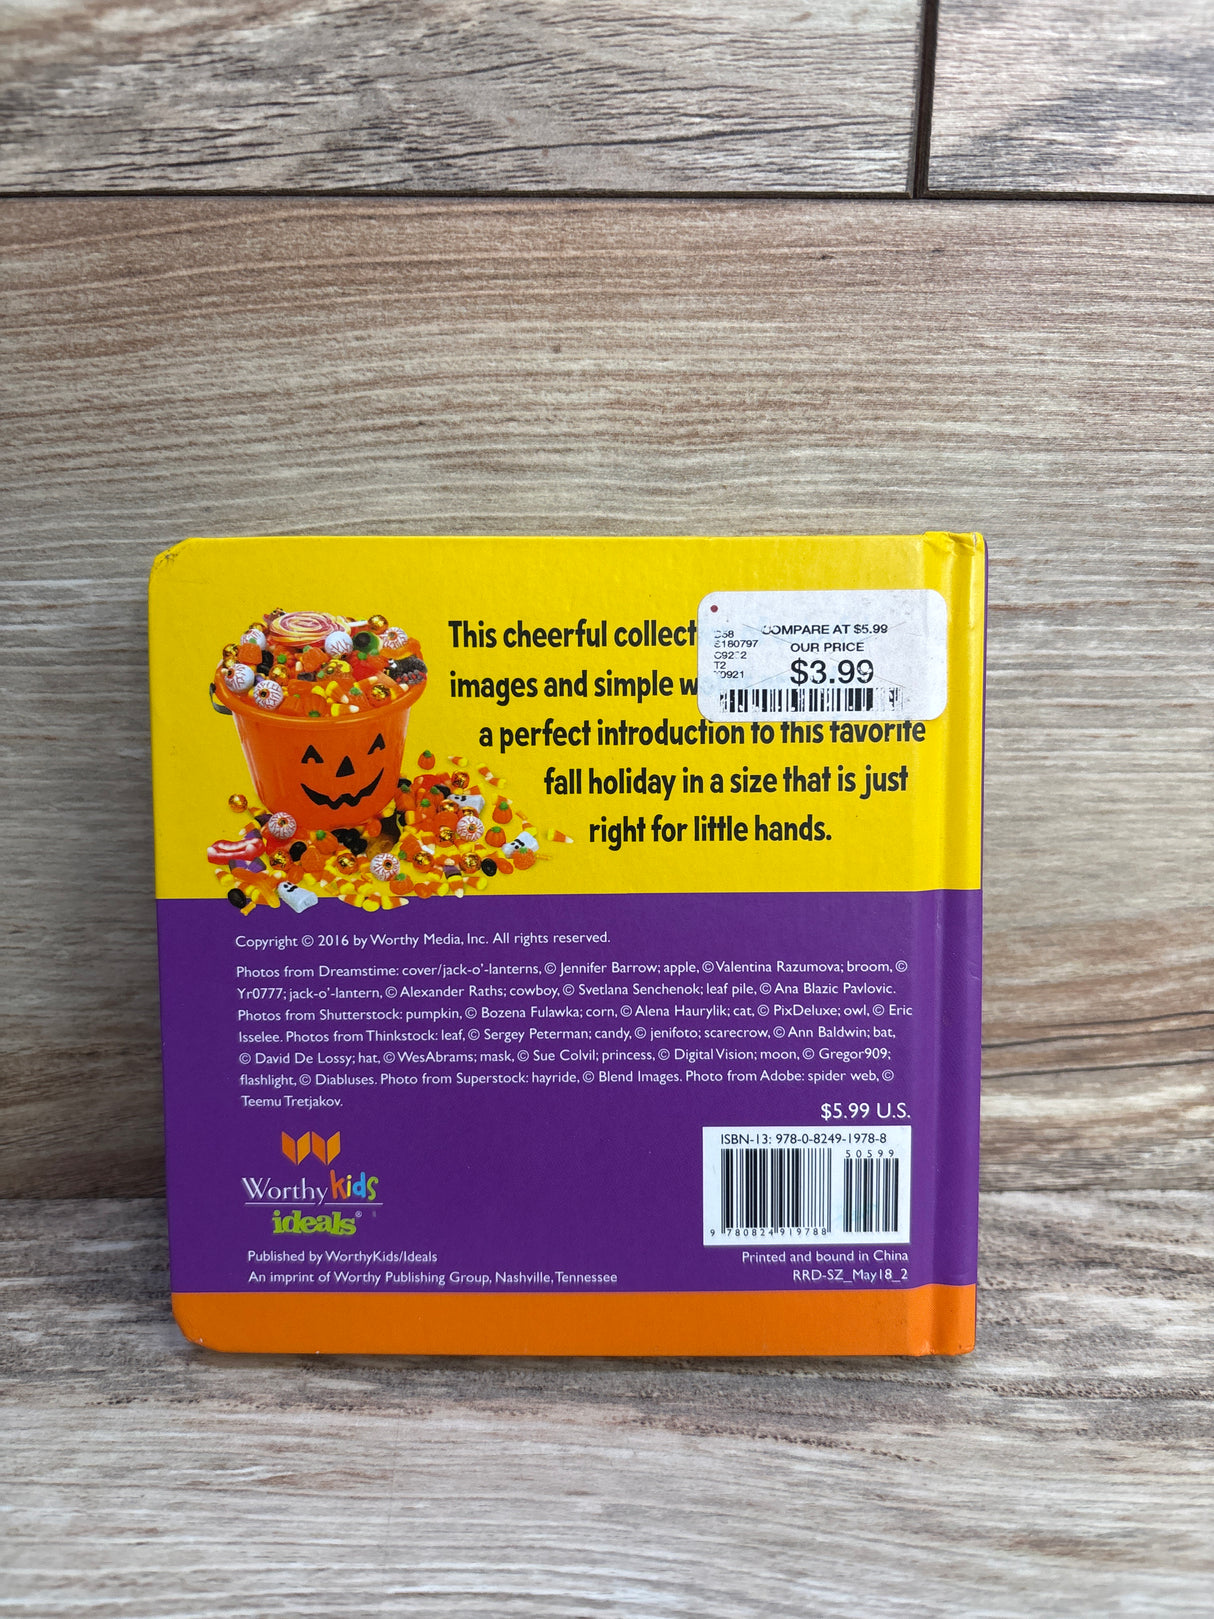 This cheerful collect
images and simple w
a perfect introduction to this favorite
fall holiday in a size that is just
right for little hands.
COMPARE AT $5.99
OUR PRICE
$3.99
T2
Copyright © 2016 by Worthy Media, Inc. All rights reserved.
Photos from Dreamstime: cover/jack-o'-lanterns, © Jennifer Barrow; apple, © Valentina Razumova; broom, ©
Yr0777; jack-o'-lantern, © Alexander Raths; cowboy, © Svetlana Senchenok; leaf pile, © Ana Blazic Pavlovic.
Photos from Shutterstock: pumpkin, © Bozena Fulawka; corn, © Alena Haurylik; cat, © PixDeluxe; owl, © Eric
Isselee. Photos from Thinkstock: leaf, © Sergey Peterman; candy, © jenifoto; scarecrow, © Ann Baldwin; bat,
© David De Lossy; hat, © WesAbrams; mask, © Sue Colvil; princess, © Digital Vision; moon, © Gregor909;
flashlight, © Diabluses. Photo from Superstock: hayride, © Blend Images. Photo from Adobe: spider web, ©
Teemu Tretjakov.
$5.99 U.S.
ISBN-13: 978-0-8249-1978-8
50599
9 780824 919788
Worthy kids
ideals®
Published by WorthyKids/Ideals
An imprint of Worthy Publishing Group, Nashville, Tennessee
Printed and bound in China
RRD-SZ_May18_2